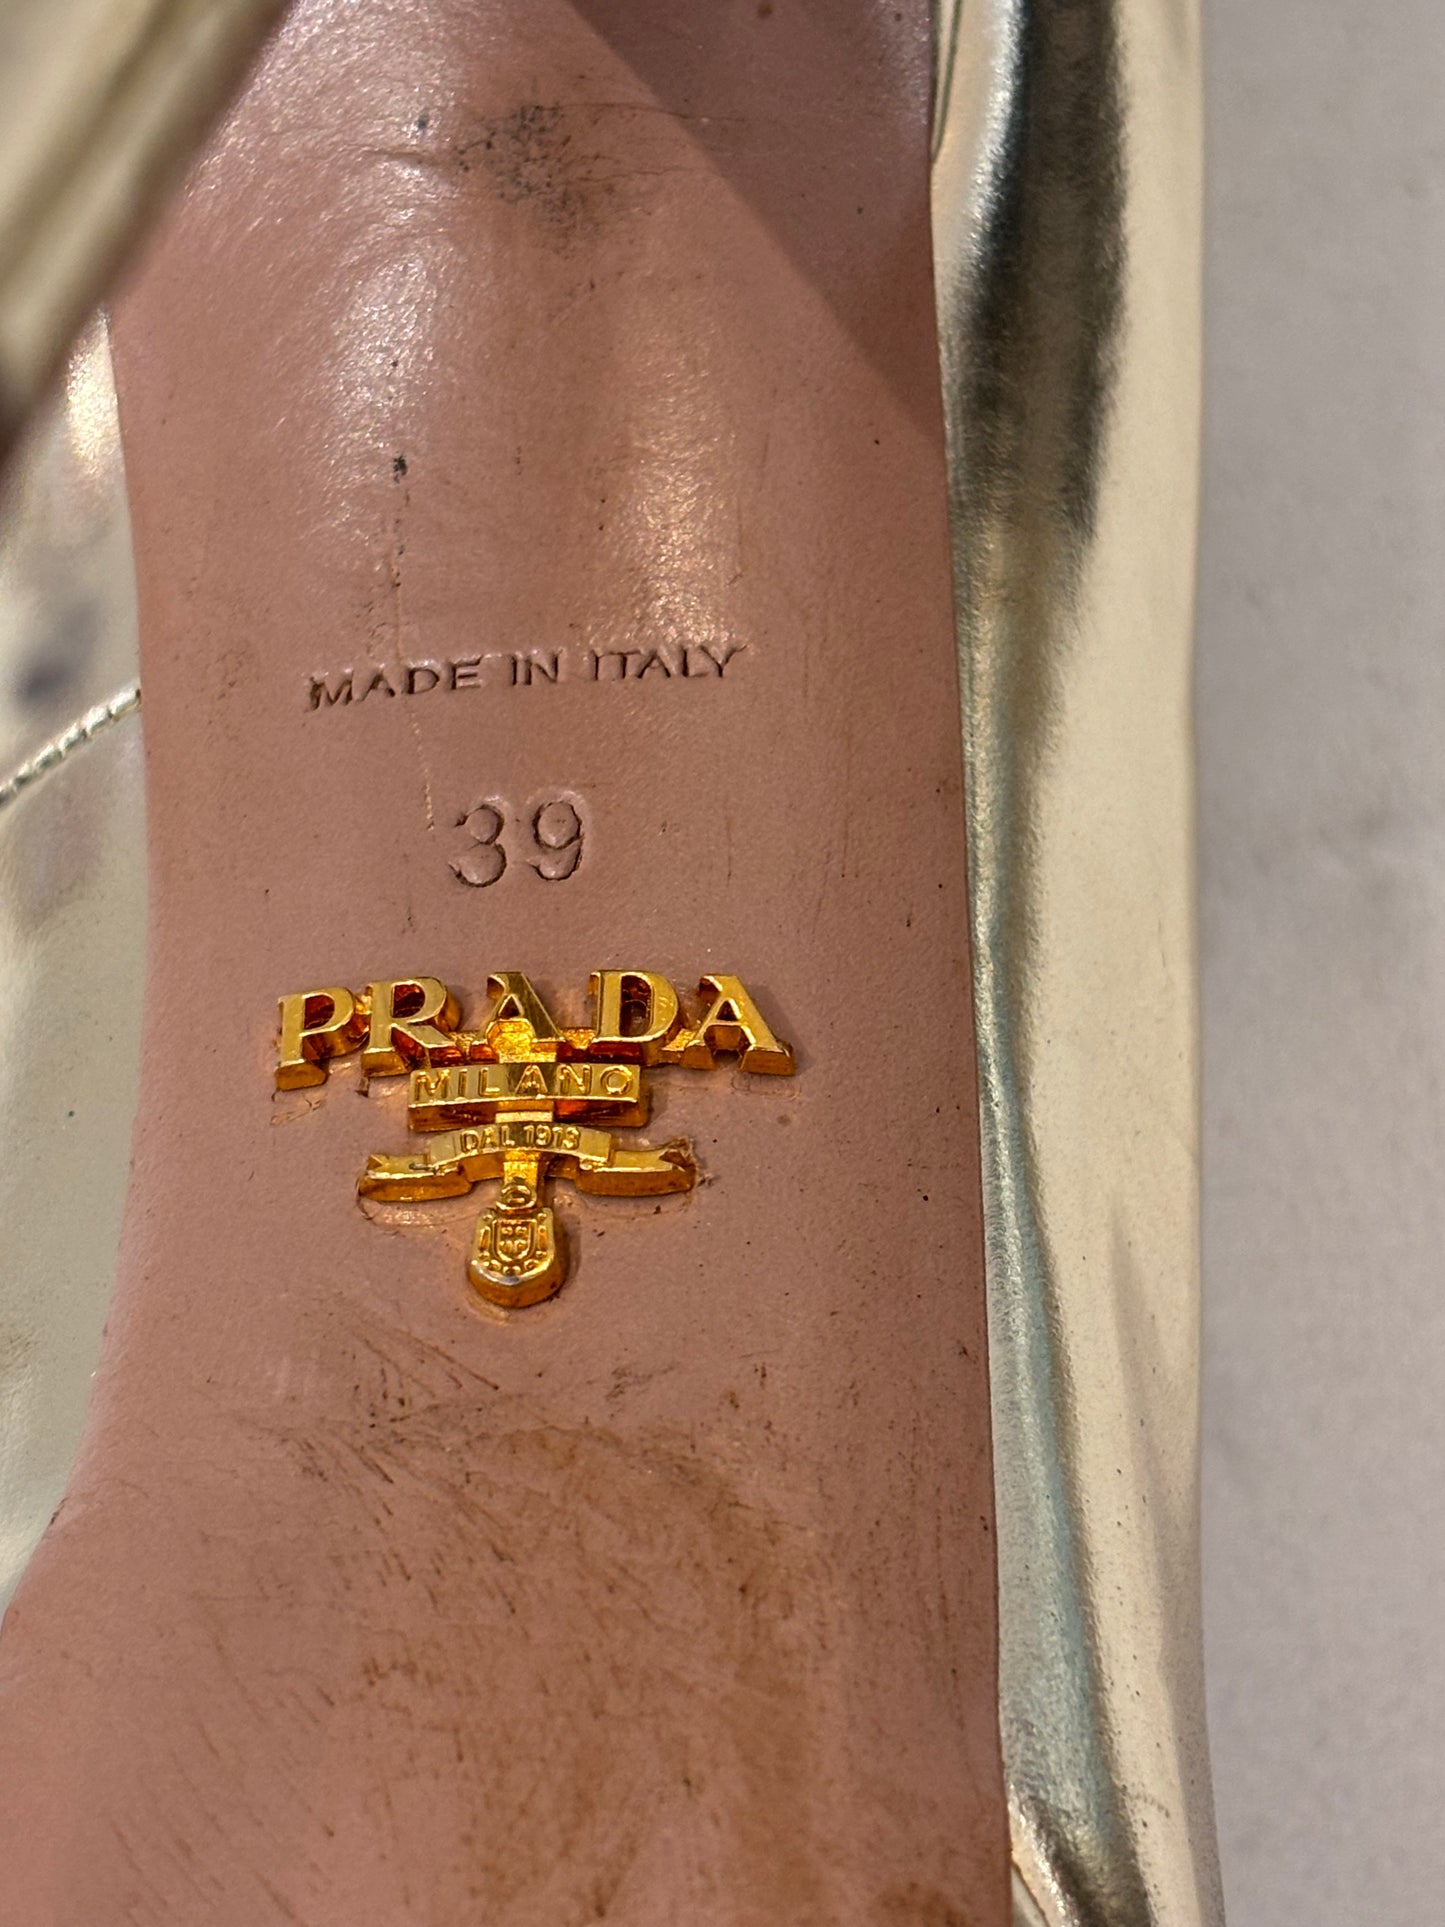 MADE IN ITALY
39
PRADA
MILANO
DAL 1913